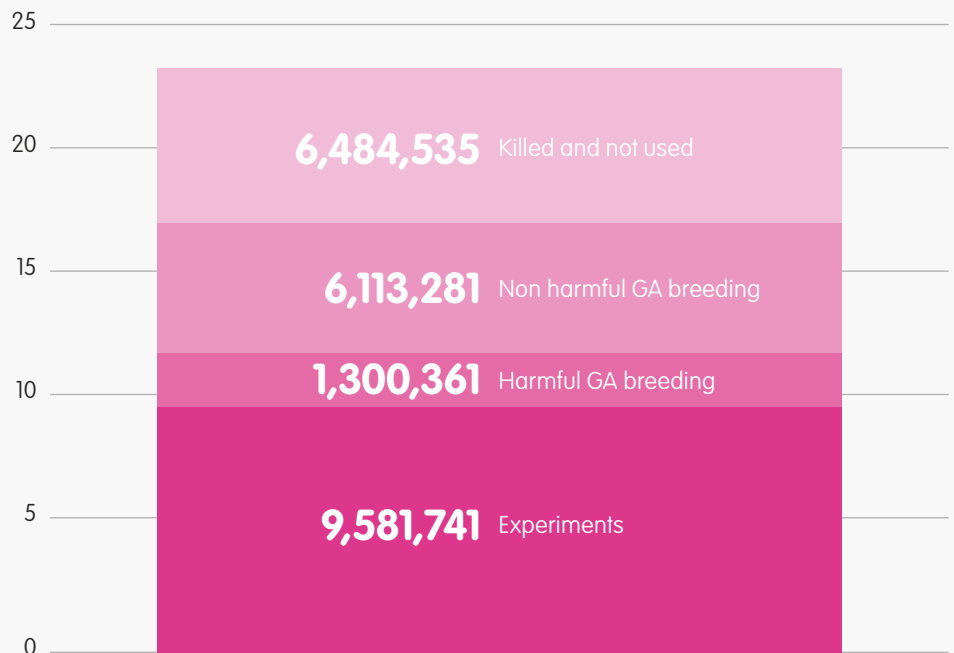 25
20
6,484,535 Killed and not used
15
6,113,281 Non harmful GA breeding
10
1,300,361 Harmful GA breeding
5
9,581,741 Experiments
0